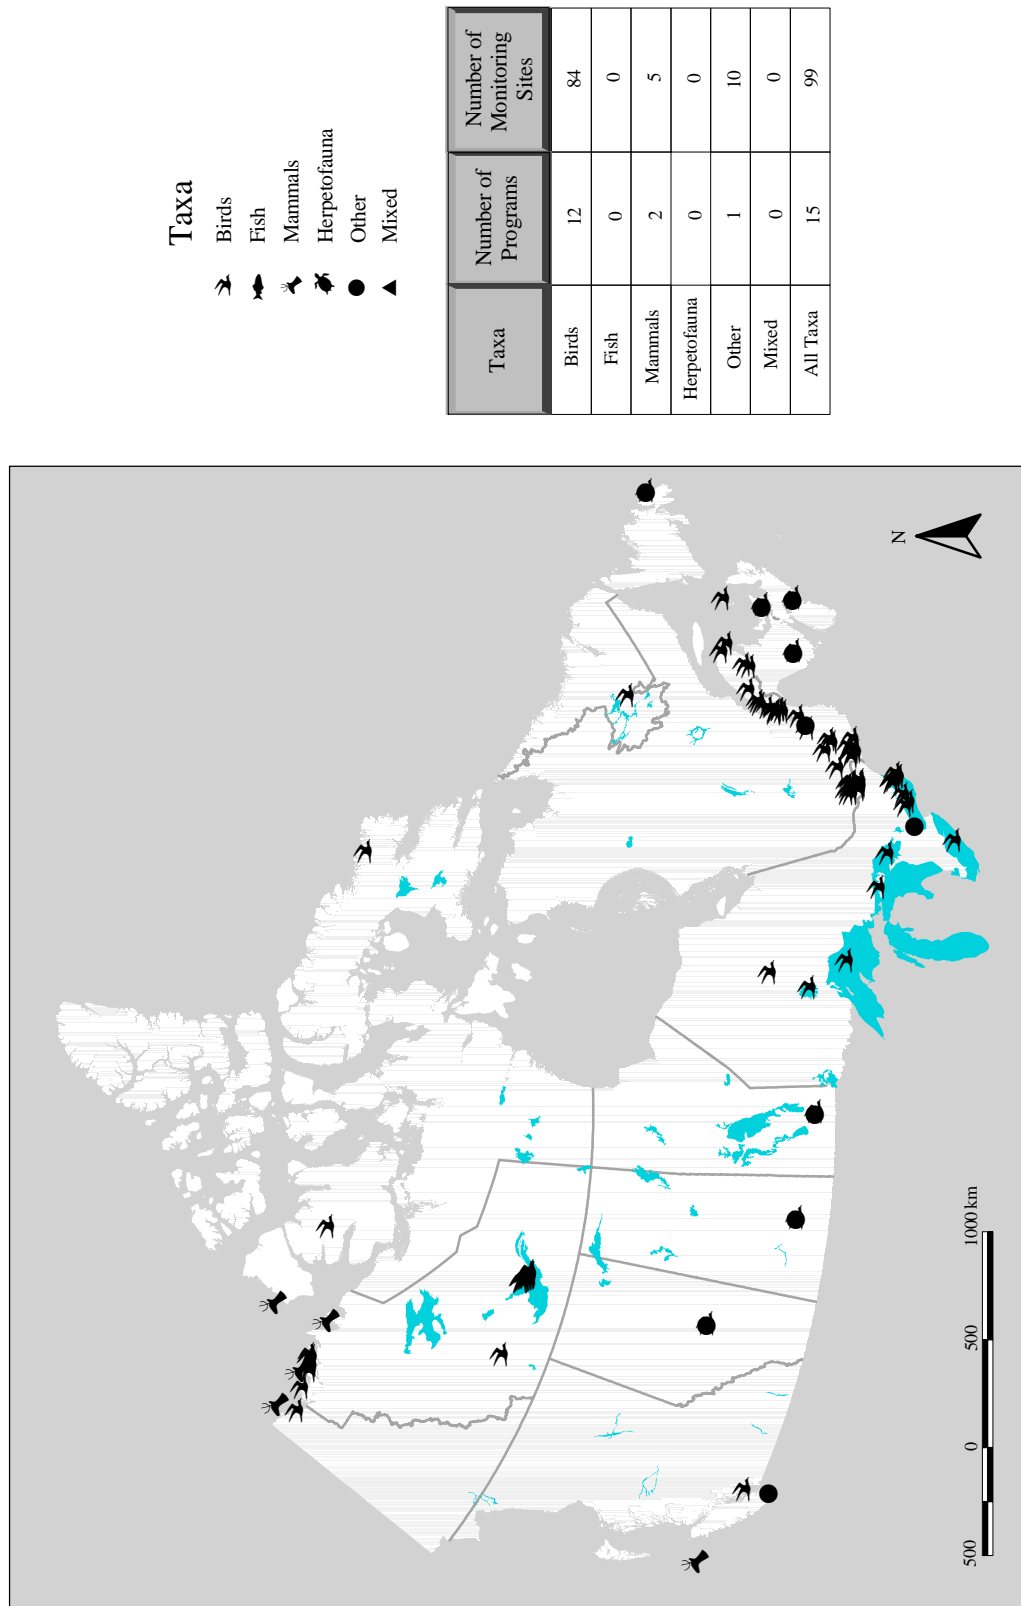 Taxa
Birds
Fish
Mammals
Herpetofauna
Other
Mixed
Taxa
Number of
Programs
Number of
Monitoring
Sites
Birds 12 84
Fish 0 0
Mammals 2 5
Herpetofauna 0 0
Other 1 10
Mixed 0 0
All Taxa 15 99
N
500 0 500 1000 km